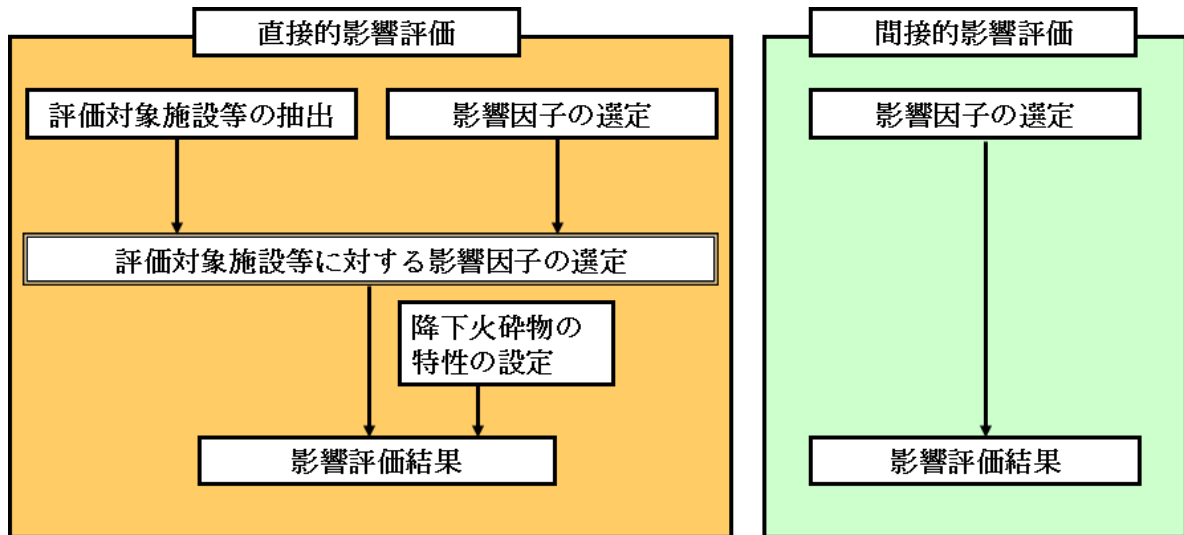 直接的影響評価
評価対象施設等の抽出
影響因子の選定
評価対象施設等に対する影響因子の選定
降下火砕物の
特性の設定
影響評価結果
間接的影響評価
影響因子の選定
影響評価結果